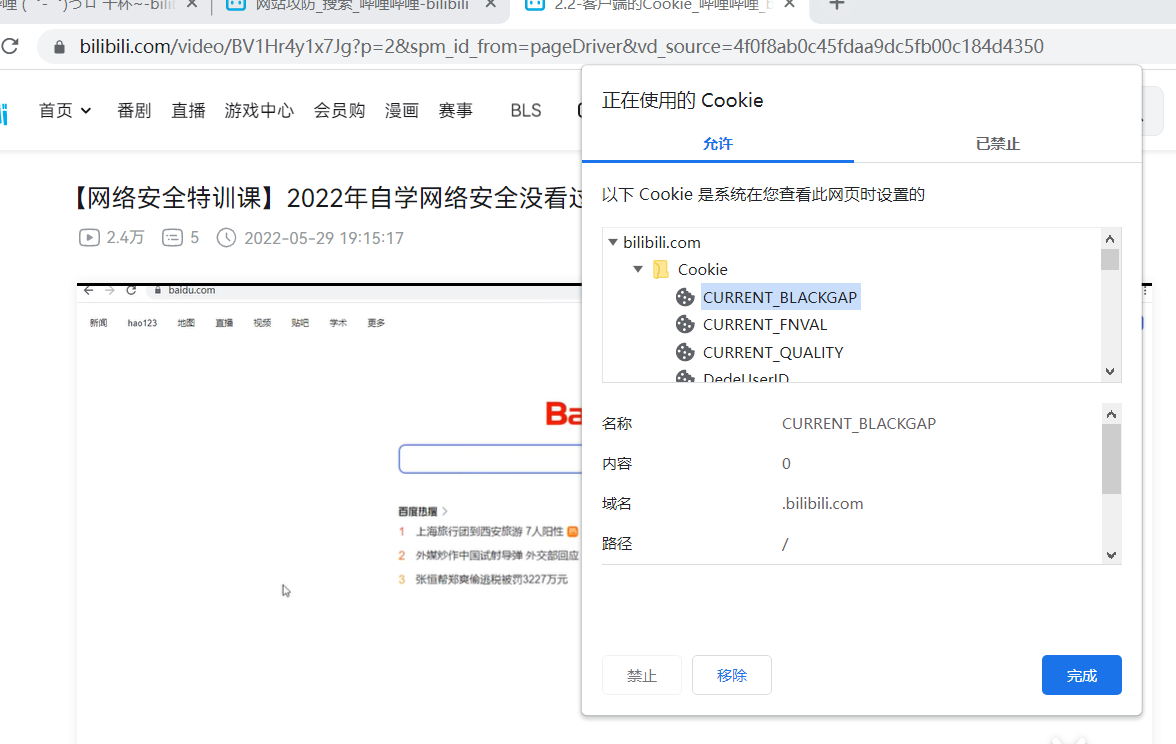 网站攻防_搜索_哔哩哔哩-bilibili
2.2-客户端的Cookie_哔哩哔哩_b
bilibili.com/video/BV1Hr4y1x7Jg?p=2&spm_id_from=pageDriver&vd_source=4f0f8ab0c45fdaa9dc5fb00c184d4350
首页 番剧 直播 游戏中心 会员购 漫画 赛事 BLS
【网络安全特训课】2022年自学网络安全没看过
2.4万 5 2022-05-29 19:15:17
baidu.com
新闻 hao123 地图 直播 视频 贴吧 学术 更多
Ba
百度热搜
1 上海旅行团到西安旅游 7人阳性 热
2 外媒炒作中国试射导弹 外交部回应
3 张恒帮郑爽偷逃税被罚3227万元
正在使用的 Cookie
允许 已禁止
以下 Cookie 是系统在您查看此网页时设置的
bilibili.com
Cookie
CURRENT_BLACKGAP
CURRENT_FNVAL
CURRENT_QUALITY
DedeUserID
名称 CURRENT_BLACKGAP
内容 0
域名 .bilibili.com
路径 /
禁止 移除 完成